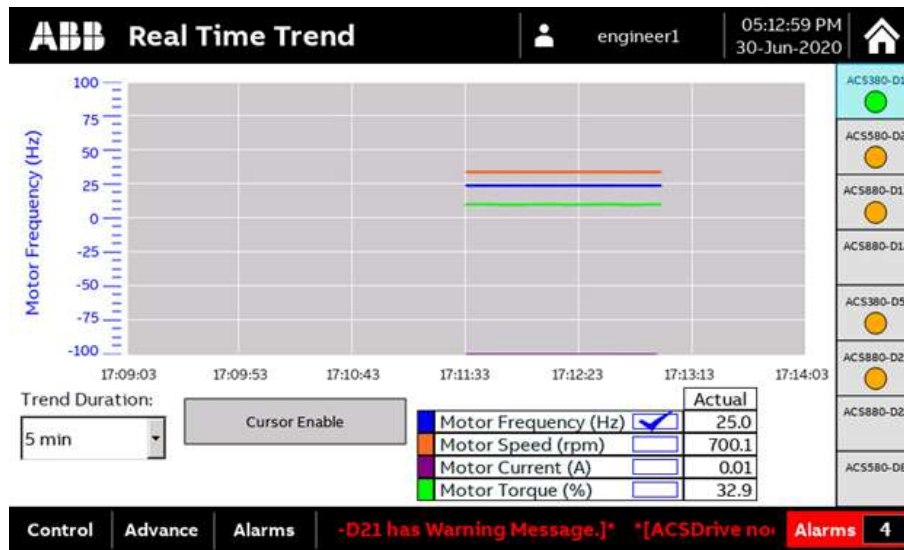 ABB Real Time Trend engineer1 05:12:59 PM
30-Jun-2020
Motor Frequency (Hz)
100
75
50
25
0
-25
-50
-75
-100
17:09:03 17:09:53 17:10:43 17:11:33 17:12:23 17:13:13 17:14:03
ACS380-D1
ACS580-D2
ACS880-D1
ACS880-D1
ACS380-D5
ACS880-D2
ACS880-D2
ACS580-D8
Trend Duration:
5 min
Cursor Enable
Actual
Motor Frequency (Hz) 25.0
Motor Speed (rpm) 700.1
Motor Current (A) 0.01
Motor Torque (%) 32.9
Control Advance Alarms -D21 has Warning Message.]* *[ACSDrive no Alarms 4